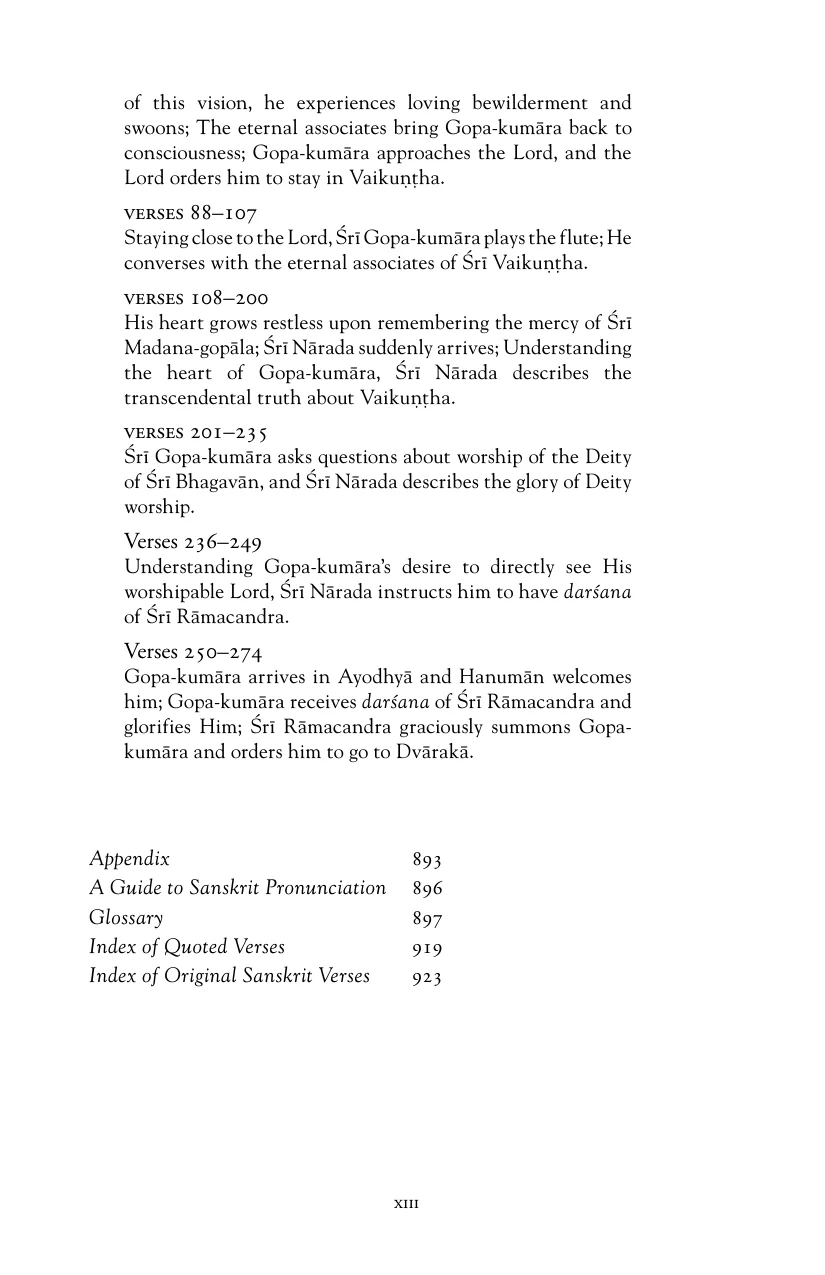 of this vision, he experiences loving bewilderment and
swoons; The eternal associates bring Gopa-kumāra back to
consciousness; Gopa-kumāra approaches the Lord, and the
Lord orders him to stay in Vaikuṇṭha.
VERSES 88–107
Staying close to the Lord, Śrī Gopa-kumāra plays the flute; He
converses with the eternal associates of Śrī Vaikuṇṭha.
VERSES 108–200
His heart grows restless upon remembering the mercy of Śrī
Madana-gopāla; Śrī Nārada suddenly arrives; Understanding
the heart of Gopa-kumāra, Śrī Nārada describes the
transcendental truth about Vaikuṇṭha.
VERSES 201–235
Śrī Gopa-kumāra asks questions about worship of the Deity
of Śrī Bhagavān, and Śrī Nārada describes the glory of Deity
worship.
Verses 236–249
Understanding Gopa-kumāra’s desire to directly see His
worshipable Lord, Śrī Nārada instructs him to have darśana
of Śrī Rāmacandra.
Verses 250–274
Gopa-kumāra arrives in Ayodhyā and Hanumān welcomes
him; Gopa-kumāra receives darśana of Śrī Rāmacandra and
glorifies Him; Śrī Rāmacandra graciously summons Gopa-
kumāra and orders him to go to Dvārakā.
Appendix 893
A Guide to Sanskrit Pronunciation 896
Glossary 897
Index of Quoted Verses 919
Index of Original Sanskrit Verses 923
XIII